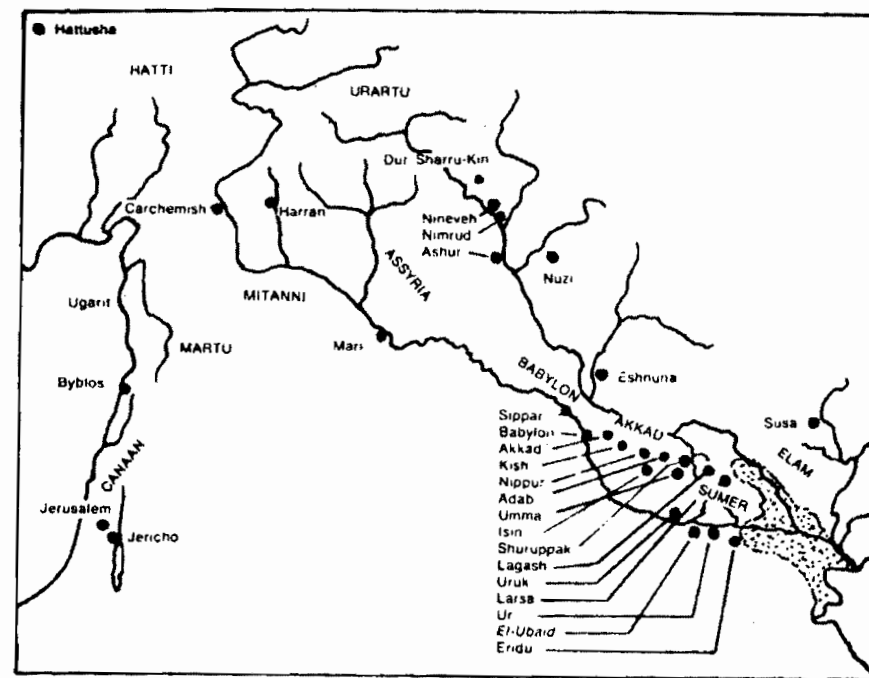 Hattusha
HATTI
URARTU
Dur Sharru-Kin
Carchemish
Harran
Nineveh
Nimrud
Ashur
ASSYRIA
Nuzi
MITANNI
Ugarit
MARTU
Mari
Byblos
BABYLON
Eshnuna
CANAAN
Sippar
Babylon
Akkad
Kish
Nippur
Adab
Umma
Isin
Shuruppak
Lagash
Uruk
Larsa
Ur
El-Ubaid
Eridu
AKKAD
Susa
ELAM
SUMER
Jerusalem
Jericho